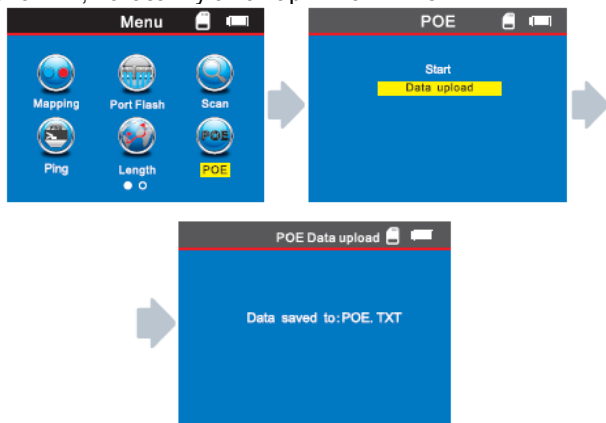 Menu
Mapping
Port Flash
Scan
Ping
Length
POE
POE
POE
Start
Data upload
POE Data upload
Data saved to:POE. TXT